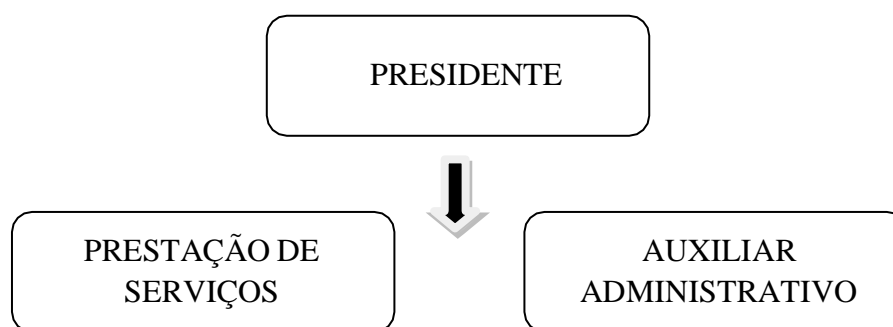 PRESIDENTE
PRESTAÇÃO DE
SERVIÇOS
AUXILIAR
ADMINISTRATIVO